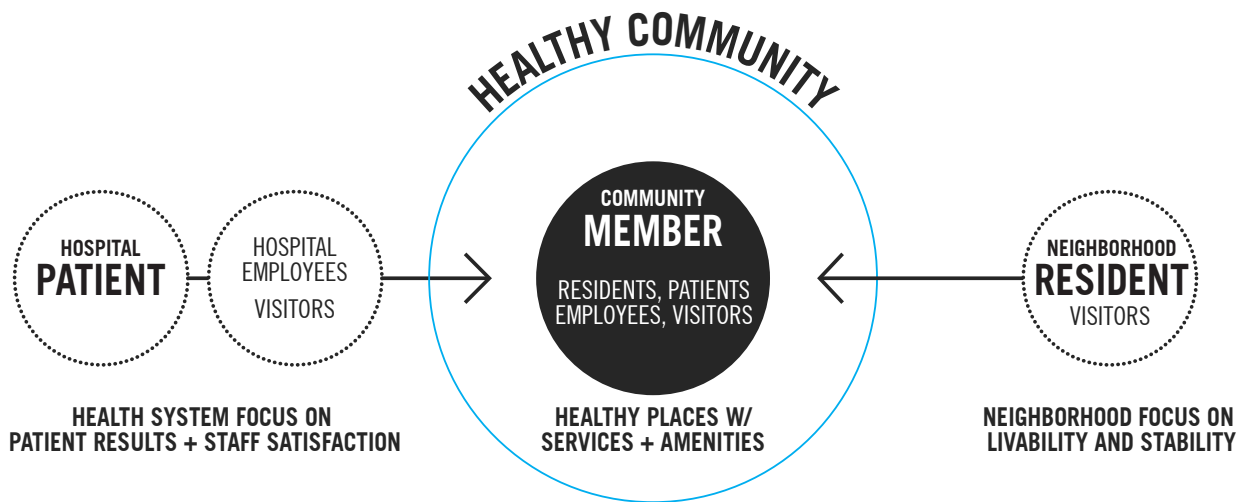 HEALTHY COMMUNITY
HOSPITAL
PATIENT
HOSPITAL
EMPLOYEES
VISITORS
COMMUNITY
MEMBER
RESIDENTS, PATIENTS
EMPLOYEES, VISITORS
NEIGHBORHOOD
RESIDENT
VISITORS
HEALTH SYSTEM FOCUS ON
PATIENT RESULTS + STAFF SATISFACTION
HEALTHY PLACES W/
SERVICES + AMENITIES
NEIGHBORHOOD FOCUS ON
LIVABILITY AND STABILITY